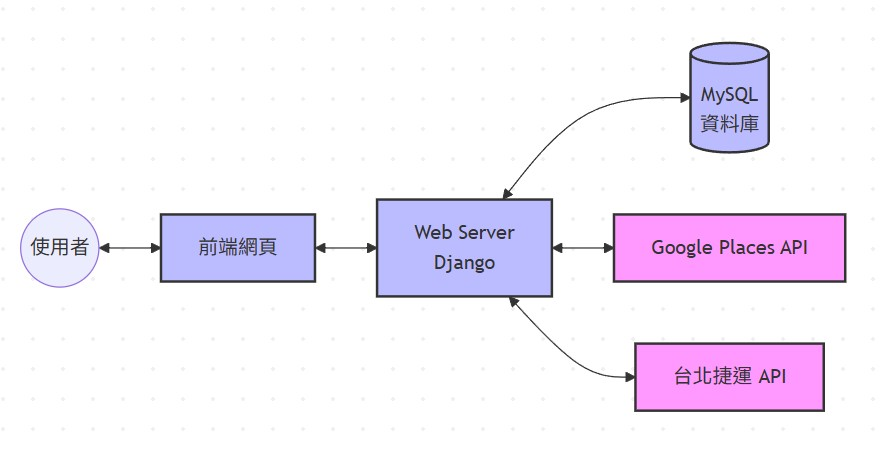 MySQL
資料庫
使用者
前端網頁
Web Server
Django
Google Places API
台北捷運 API